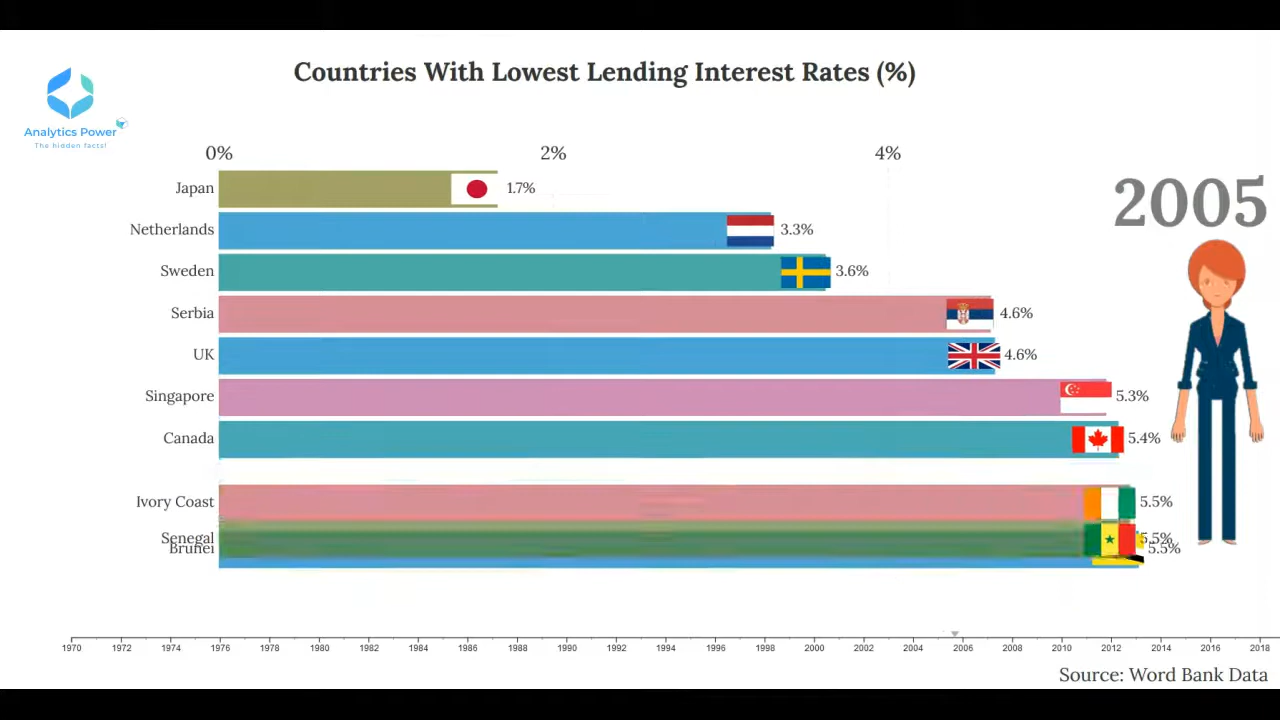 Countries With Lowest Lending Interest Rates (%)
Analytics Power
The hidden facts!
0% 2% 4%
2005
Japan 1.7%
Netherlands 3.3%
Sweden 3.6%
Serbia 4.6%
UK 4.6%
Singapore 5.3%
Canada 5.4%
Ivory Coast 5.5%
Senegal 5.5%
Brunei 5.5%
1970 1972 1974 1976 1978 1980 1982 1984 1986 1988 1990 1992 1994 1996 1998 2000 2002 2004 2006 2008 2010 2012 2014 2016 2018
Source: Word Bank Data